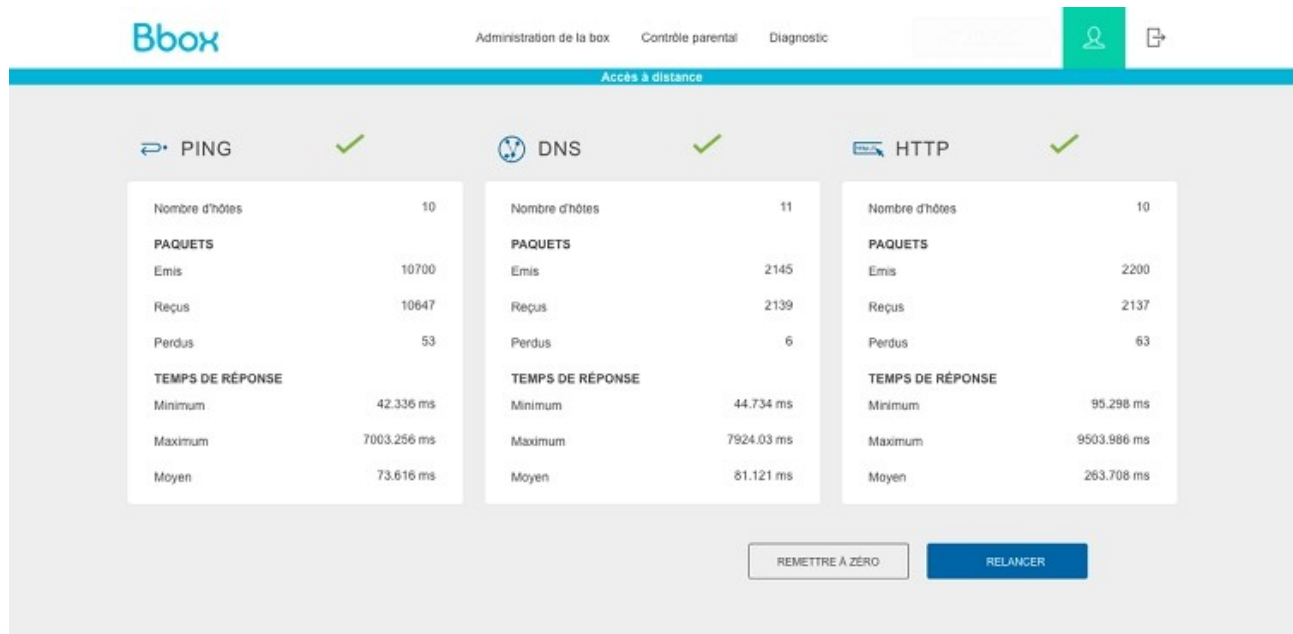 Bbox
Administration de la box Contrôle parental Diagnostic
Accès à distance
PING
Nombre d'hôtes 10
PAQUETS
Emis 10700
Reçus 10647
Perdus 53
TEMPS DE RÉPONSE
Minimum 42.336 ms
Maximum 7003.256 ms
Moyen 73.616 ms
DNS
Nombre d'hôtes 11
PAQUETS
Emis 2145
Reçus 2139
Perdus 6
TEMPS DE RÉPONSE
Minimum 44.734 ms
Maximum 7924.03 ms
Moyen 81.121 ms
HTTP
Nombre d'hôtes 10
PAQUETS
Emis 2200
Reçus 2137
Perdus 63
TEMPS DE RÉPONSE
Minimum 95.298 ms
Maximum 9503.986 ms
Moyen 263.708 ms
REMETTRE À ZÉRO
RELANCER